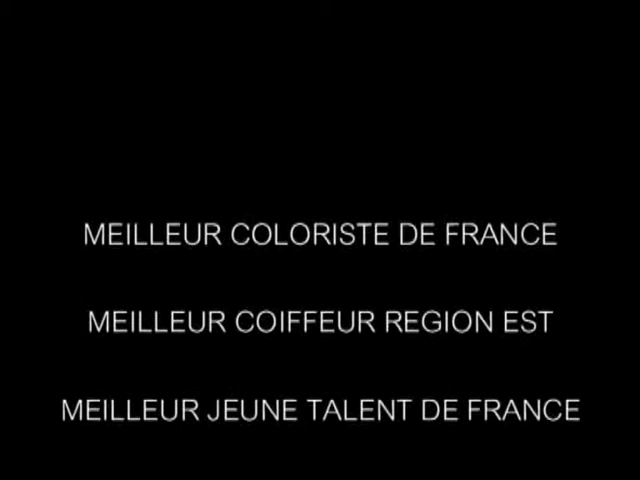 MEILLEUR COLORISTE DE FRANCE
MEILLEUR COIFFEUR REGION EST
MEILLEUR JEUNE TALENT DE FRANCE